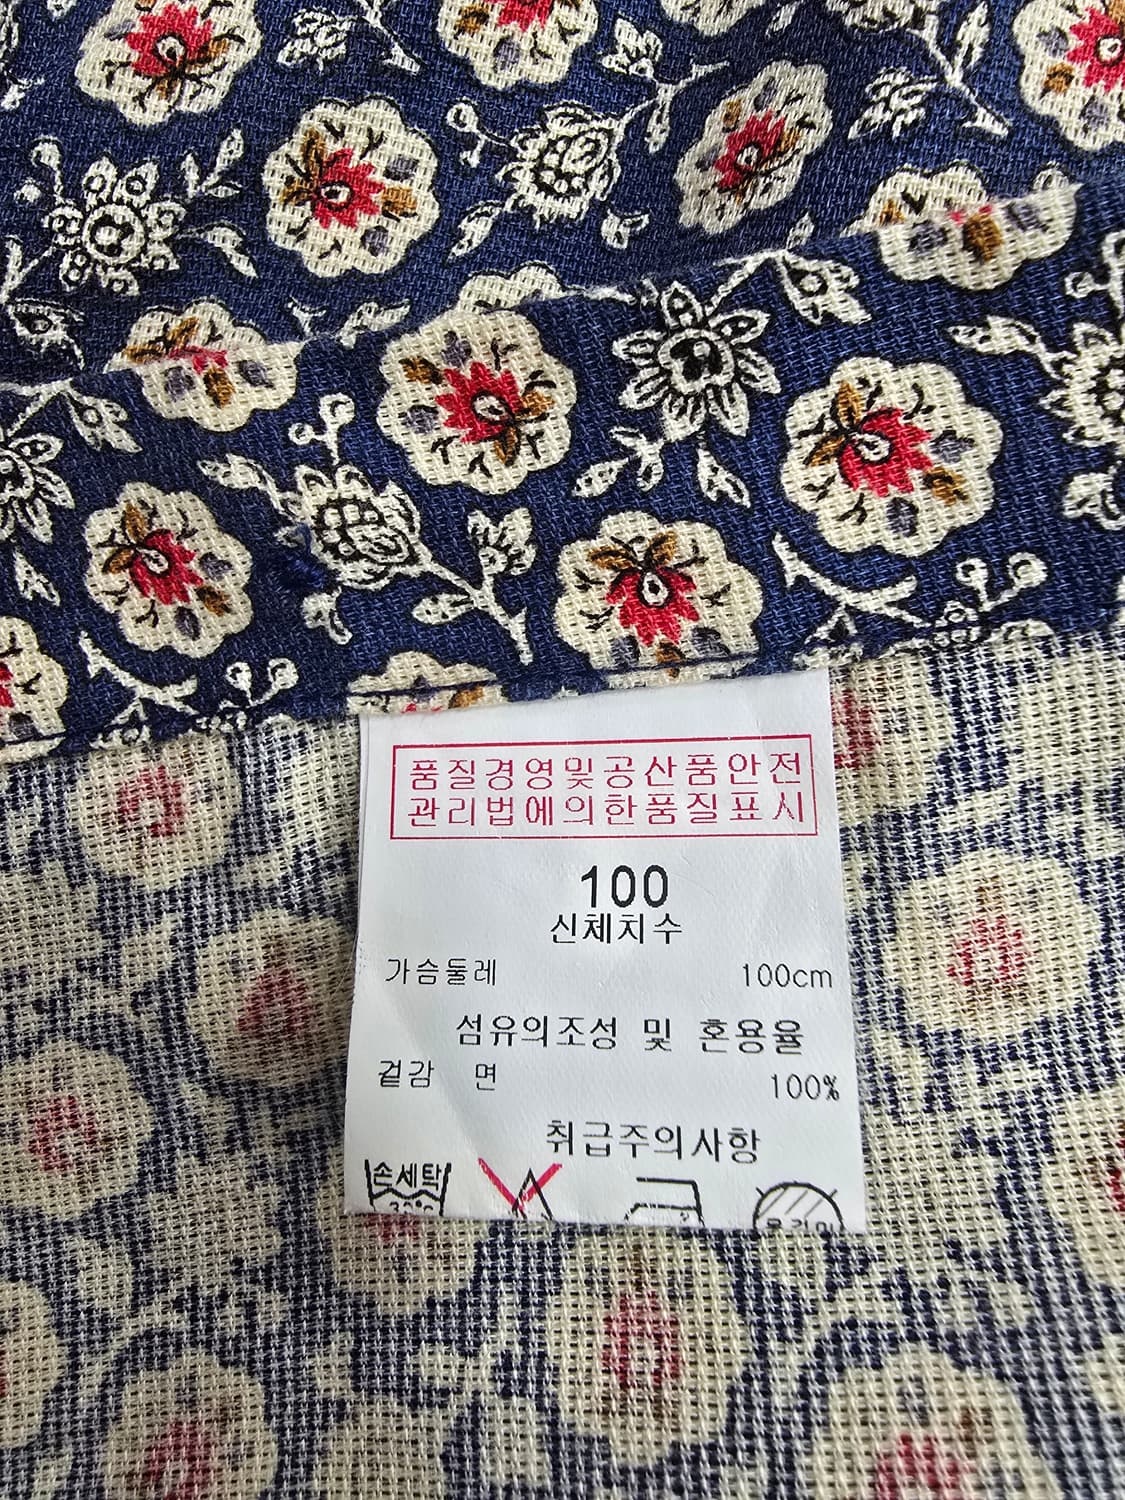 품질경영및공산품안전
관리법에의한품질표시
100
신체치수
가슴둘레 100cm
섬유의조성 및 혼용율
겉감 면 100%
취급주의사항
손세탁